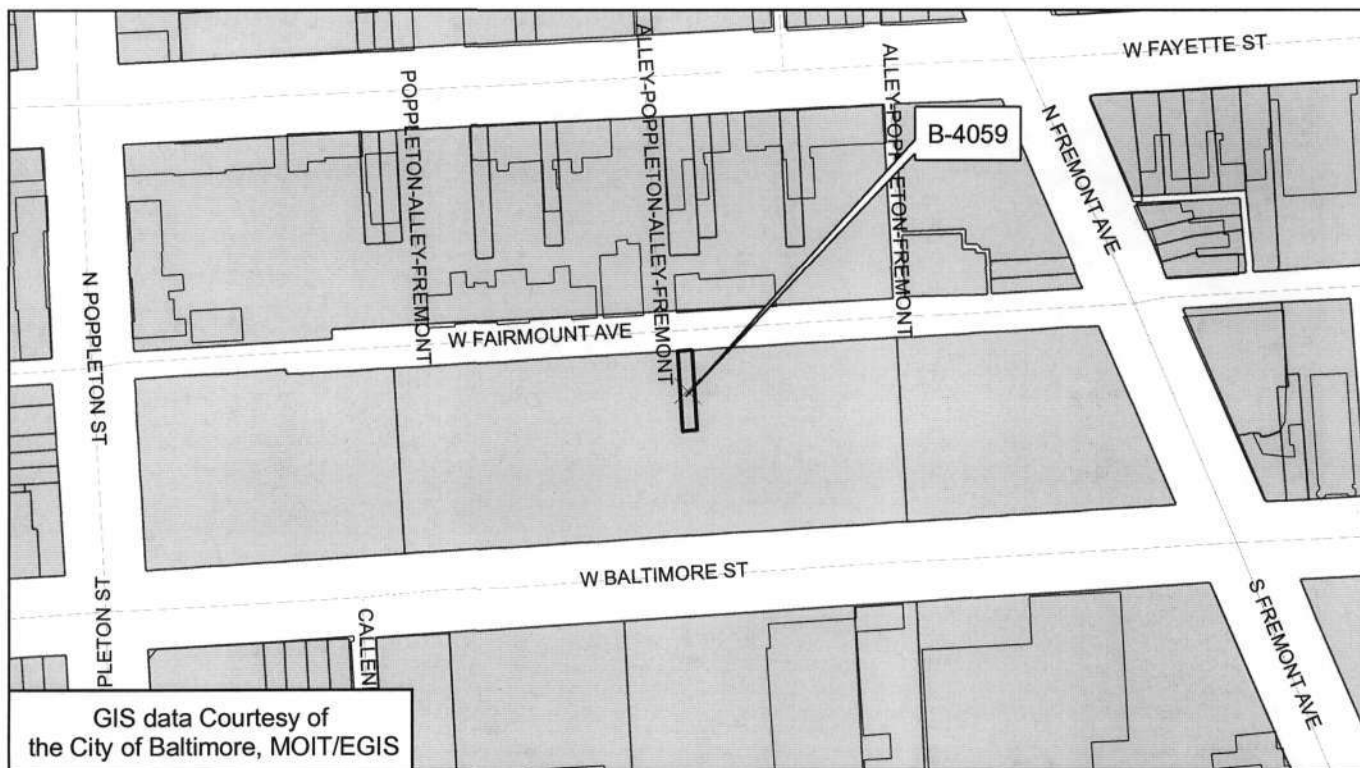 W FAYETTE ST
POPPLETON-ALLEY-FREMONT
ALLEY-POPPLETON-ALLEY-FREMONT
ALLEY-POPPLETON-FREMONT
B-4059
N FREMONT AVE
N POPPLETON ST
W FAIRMOUNT AVE
W BALTIMORE ST
PLETON ST
CALLEN
S FREMONT AVE
GIS data Courtesy of
the City of Baltimore, MOIT/EGIS